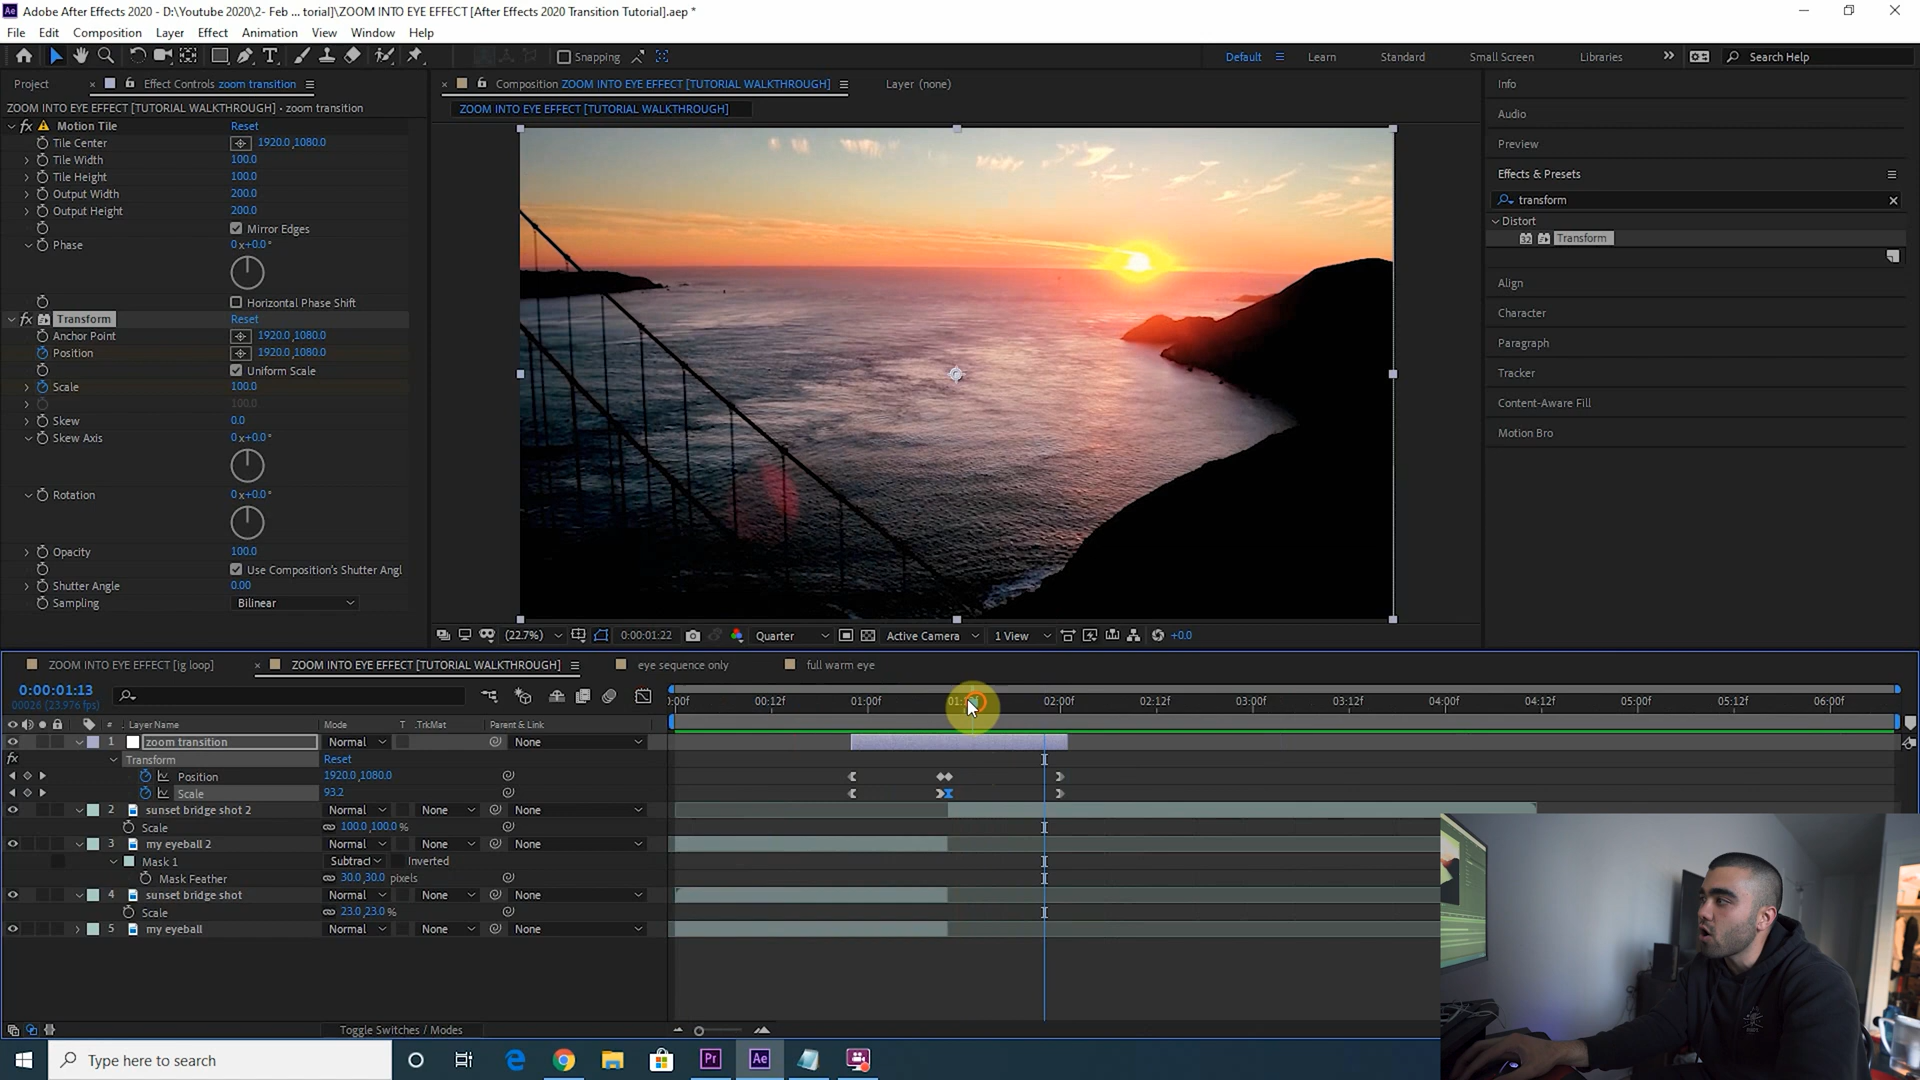 Ae Adobe After Effects 2020 - D:\Youtube 2020\2- Feb ... torial]\ZOOM INTO EYE EFFECT [After Effects 2020 Transition Tutorial].aep *
File Edit Composition Layer Effect Animation View Window Help
Snapping Default Learn Standard Small Screen Libraries Search Help
Project Effect Controls zoom transition Composition ZOOM INTO EYE EFFECT [TUTORIAL WALKTHROUGH] Layer (none) Info
ZOOM INTO EYE EFFECT [TUTORIAL WALKTHROUGH] • zoom transition ZOOM INTO EYE EFFECT [TUTORIAL WALKTHROUGH]
Audio
Preview
Effects & Presets
transform
Distort
32 Transform
Align
Character
Paragraph
Tracker
Content-Aware Fill
Motion Bro
fx Motion Tile Reset
Tile Center 1920.0,1080.0
Tile Width 100.0
Tile Height 100.0
Output Width 200.0
Output Height 200.0
Mirror Edges
Phase 0x+0.0°
Horizontal Phase Shift
fx Transform Reset
Anchor Point 1920.0,1080.0
Position 1920.0,1080.0
Uniform Scale
Scale 100.0
100.0
Skew 0.0
Skew Axis 0x+0.0°
Rotation 0x+0.0°
Opacity 100.0
Use Composition's Shutter Angl
Shutter Angle 0.00
Sampling Bilinear
(22.7%) 0:00:01:22 Quarter Active Camera 1 View +0.0
ZOOM INTO EYE EFFECT [ig loop] ZOOM INTO EYE EFFECT [TUTORIAL WALKTHROUGH] eye sequence only full warm eye
0:00:01:13
00026 (23.976 fps)
:00f 00:12f 01:00f 02:00f 02:12f 03:00f 03:12f 04:00f 04:12f 05:00f 05:12f 06:00f
# Layer Name Mode T .TrkMat Parent & Link
1 zoom transition Normal None
fx Transform Reset
Position 1920.0,1080.0
Scale 93.2
2 sunset bridge shot 2 Normal None None
Scale 100.0,100.0%
3 my eyeball 2 Normal None None
Mask 1 Subtract Inverted
Mask Feather 30.0,30.0 pixels
4 sunset bridge shot Normal None None
Scale 23.0,23.0%
5 my eyeball Normal None None
Toggle Switches / Modes
Type here to search Pr Ae